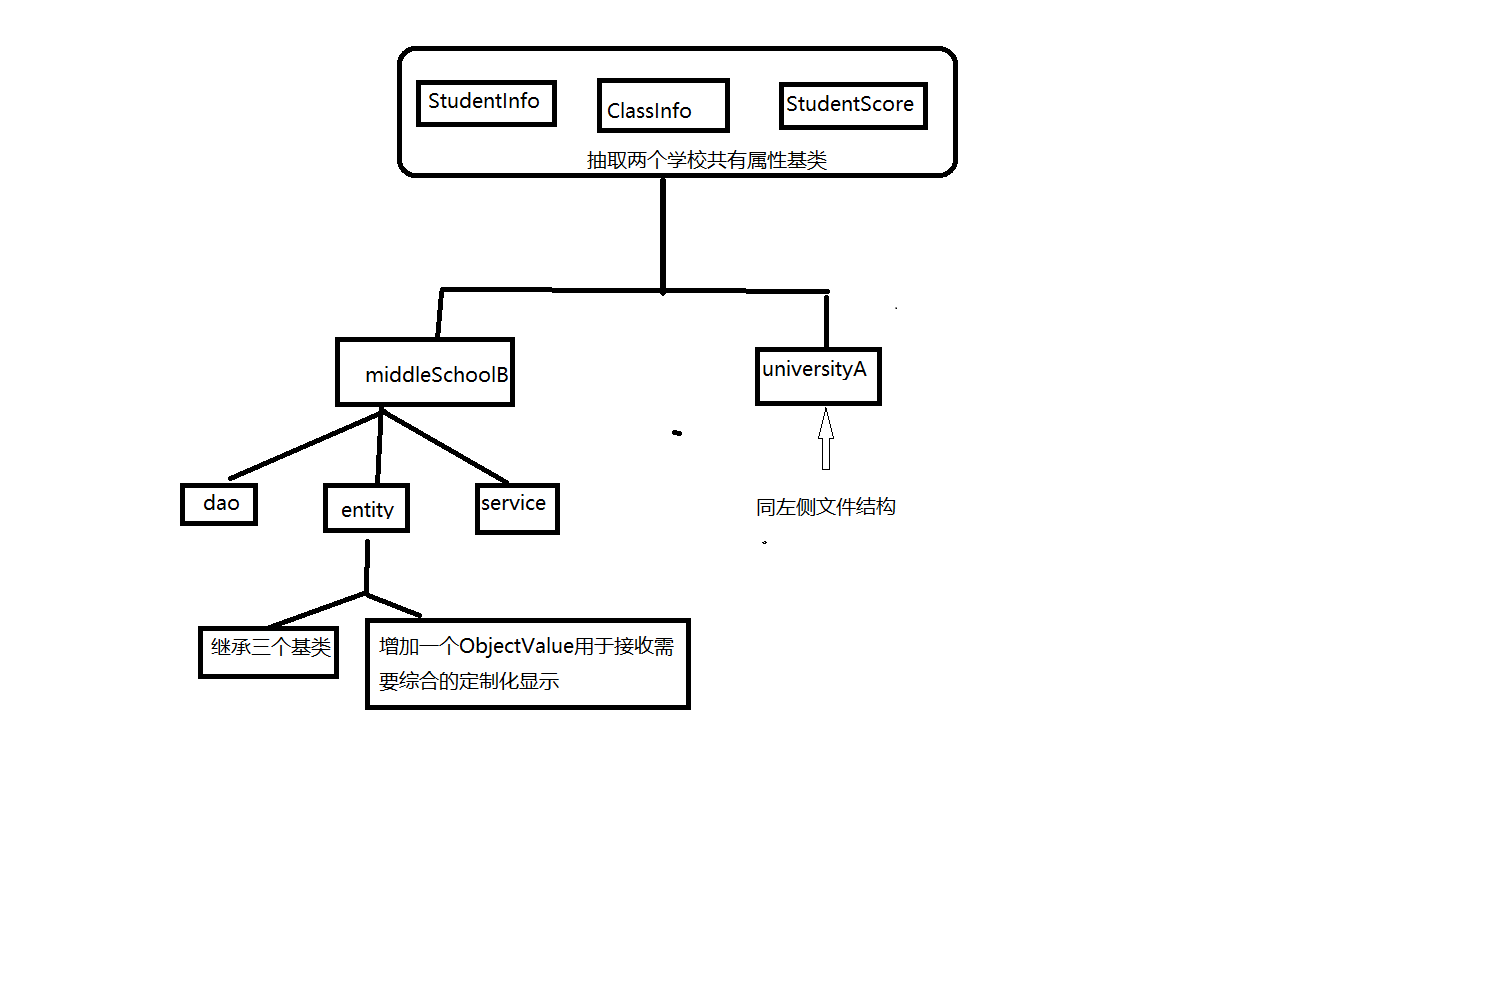 StudentInfo
ClassInfo
StudentScore
抽取两个学校共有属性基类
middleSchoolB
universityA
dao
entity
service
同左侧文件结构
继承三个基类
增加一个ObjectValue用于接收需
要综合的定制化显示